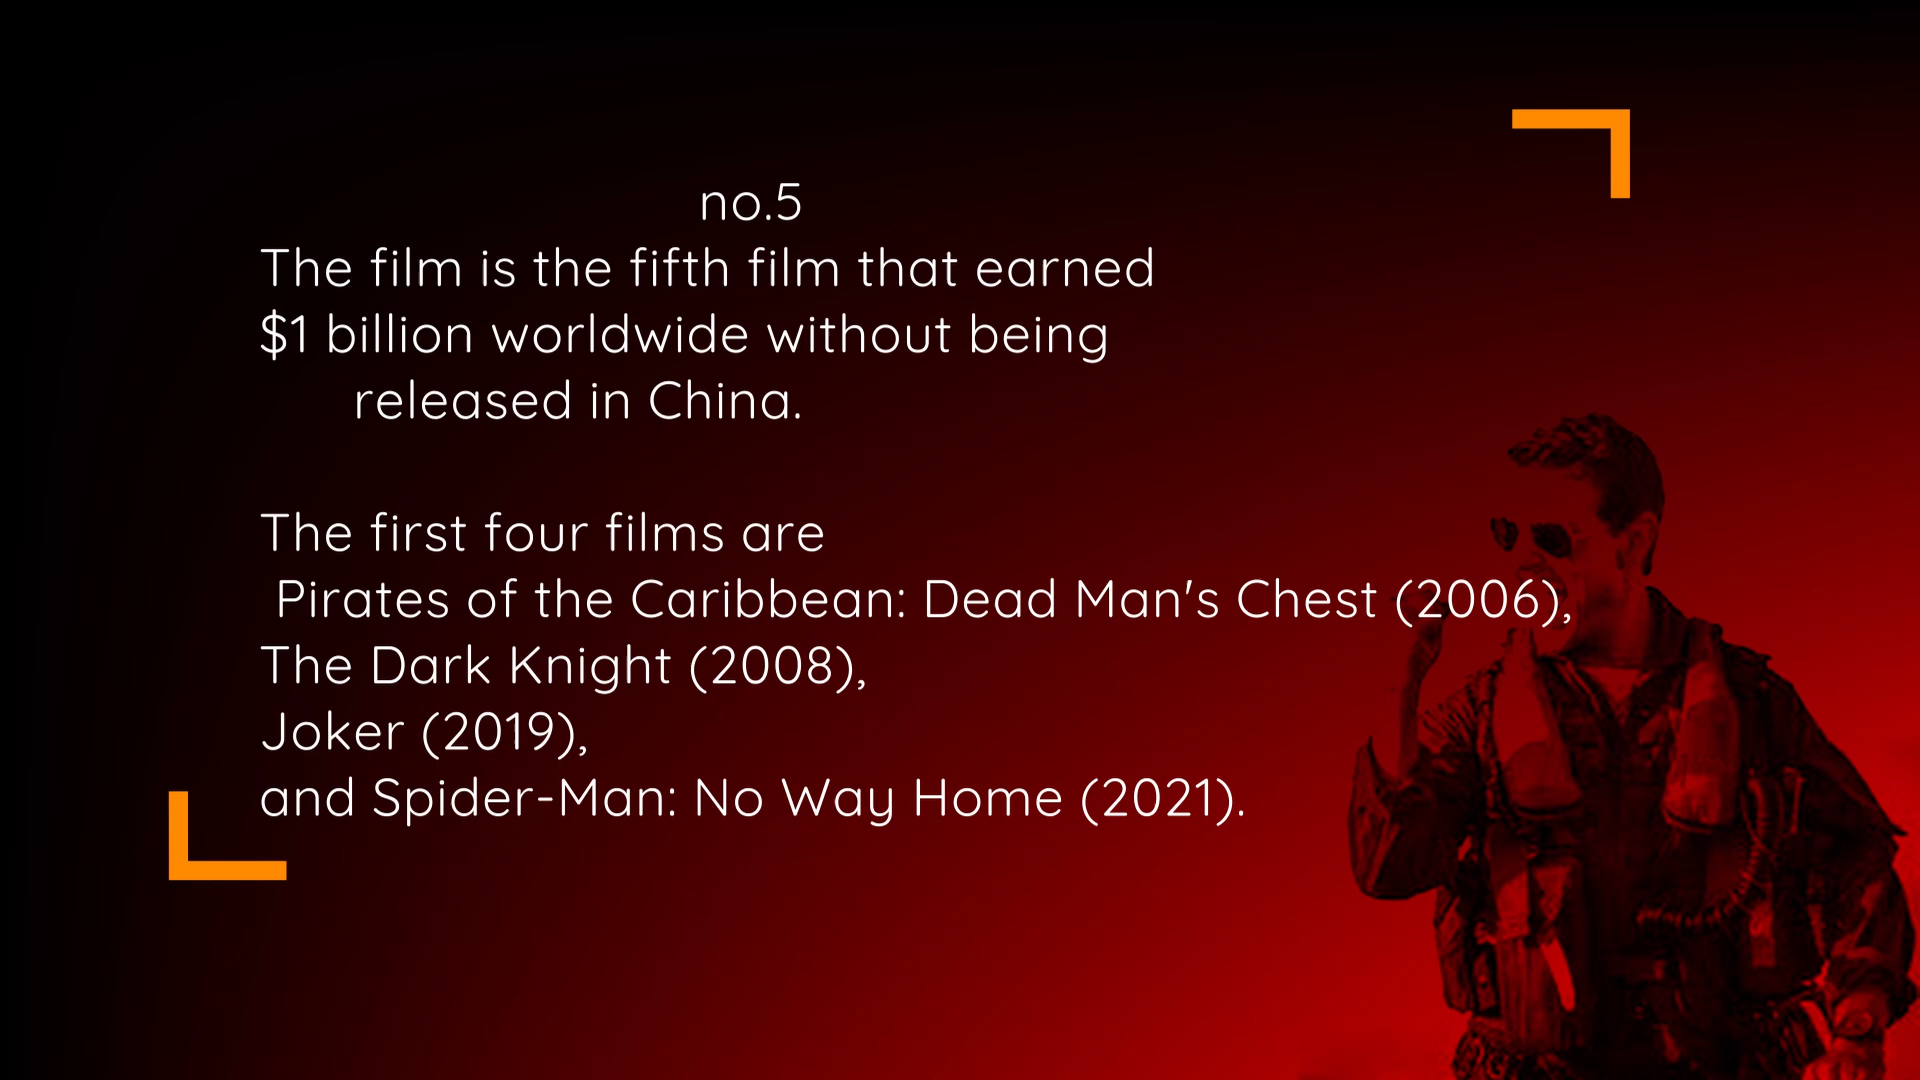 no.5
The film is the fifth film that earned
$1 billion worldwide without being
released in China.
The first four films are
Pirates of the Caribbean: Dead Man's Chest (2006),
The Dark Knight (2008),
Joker (2019),
and Spider-Man: No Way Home (2021).